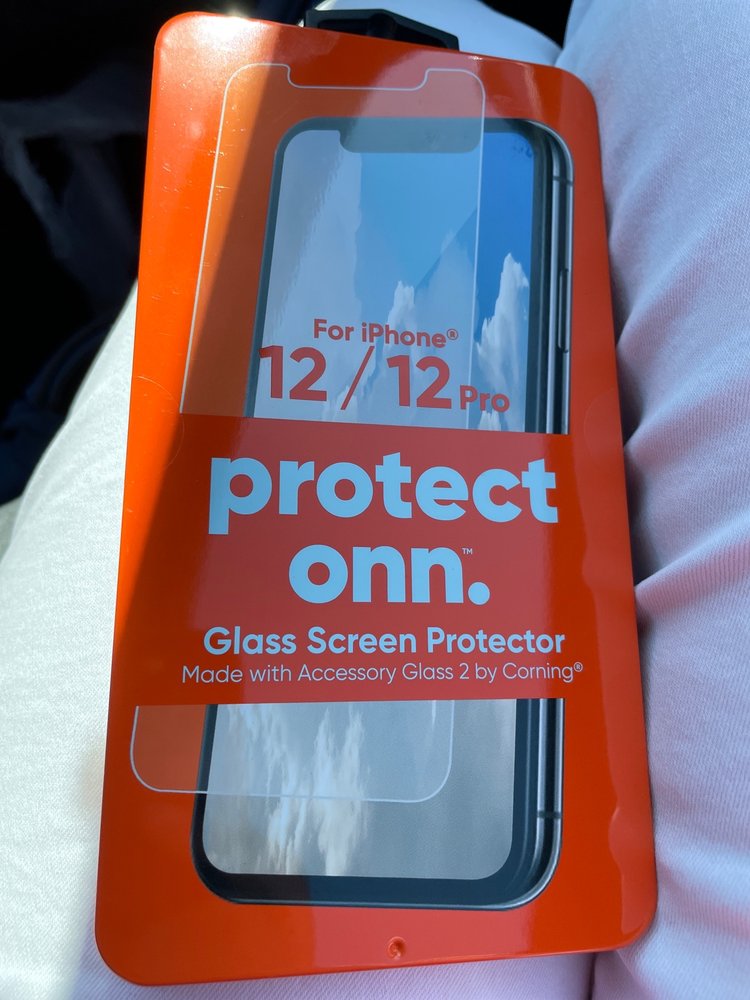 For iPhone®
12 / 12 Pro
protect
onn.™
Glass Screen Protector
Made with Accessory Glass 2 by Corning®